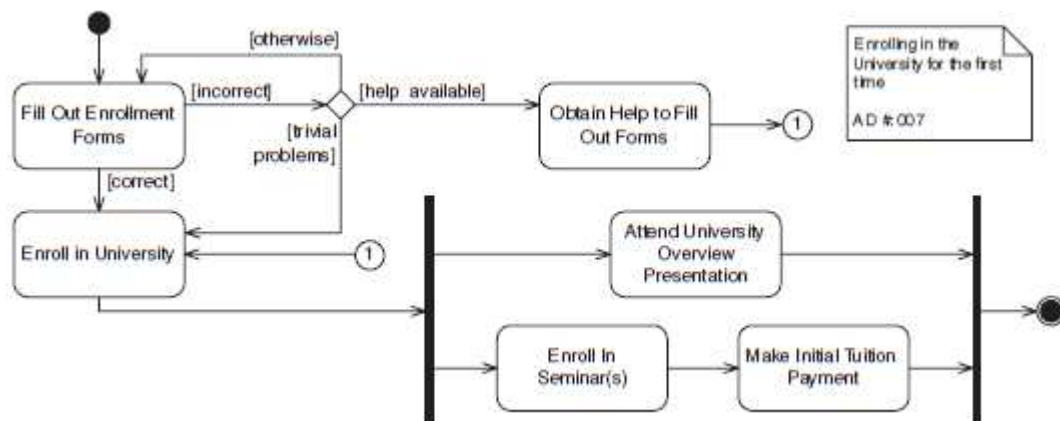 [otherwise]
Enrolling in the
University for the first
time
AD #: 007
Fill Out Enrollment
Forms
[incorrect]
[help available]
Obtain Help to Fill
Out Forms
1
[trivial
problems]
[correct]
Enroll in University
1
Attend University
Overview
Presentation
Enroll In
Seminar(s)
Make Initial Tuition
Payment